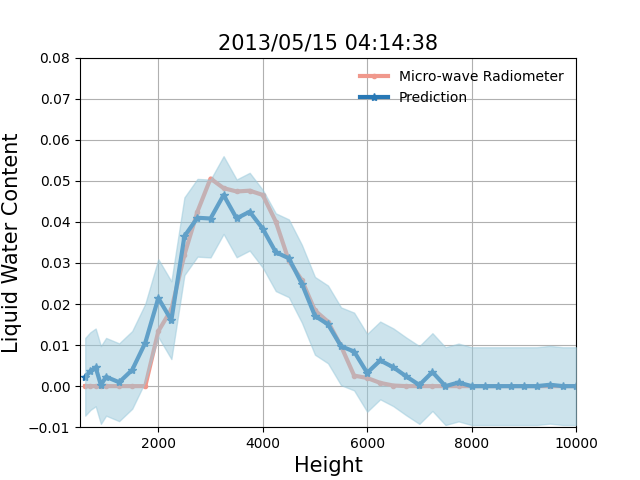 2013/05/15 04:14:38
Liquid Water Content
0.08
0.07
0.06
0.05
0.04
0.03
0.02
0.01
0.00
−0.01
Micro-wave Radiometer
Prediction
2000 4000 6000 8000 10000
Height